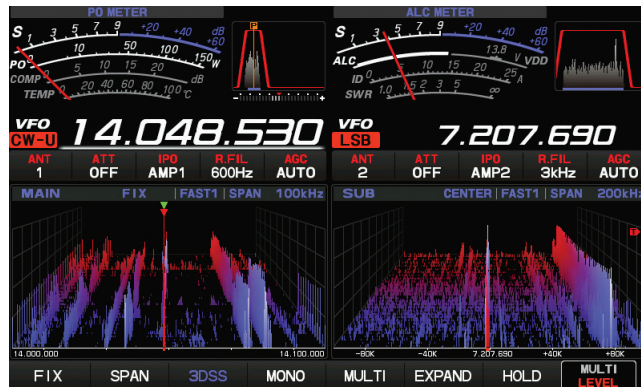 PO METER
ALC METER
S 1 3 5 7 9 +20 +40 dB +60
PO 10 50 100 150 W
COMP 5 10 15 20 dB
TEMP 20 40 60 80 100 °C
P
S 1 3 5 7 9 +20 +40 dB +60
ALC 13.8 V VDD
ID 0 5 10 15 20 25 A
SWR 1.0 1.5 2 3 5 ∞
VFO
CW-U 14.048.530
VFO
LSB 7.207.690
ANT ATT IPO R.FIL AGC
1 OFF AMP1 600Hz AUTO
ANT ATT IPO R.FIL AGC
2 OFF AMP2 3kHz AUTO
MAIN FIX | FAST1 | SPAN 100kHz
SUB CENTER | FAST1 | SPAN 200kHz
T
14.000.000 14.100.000
-80K -40K 7.207.690 +40K +80K
FIX SPAN 3DSS MONO MULTI EXPAND HOLD MULTI
LEVEL